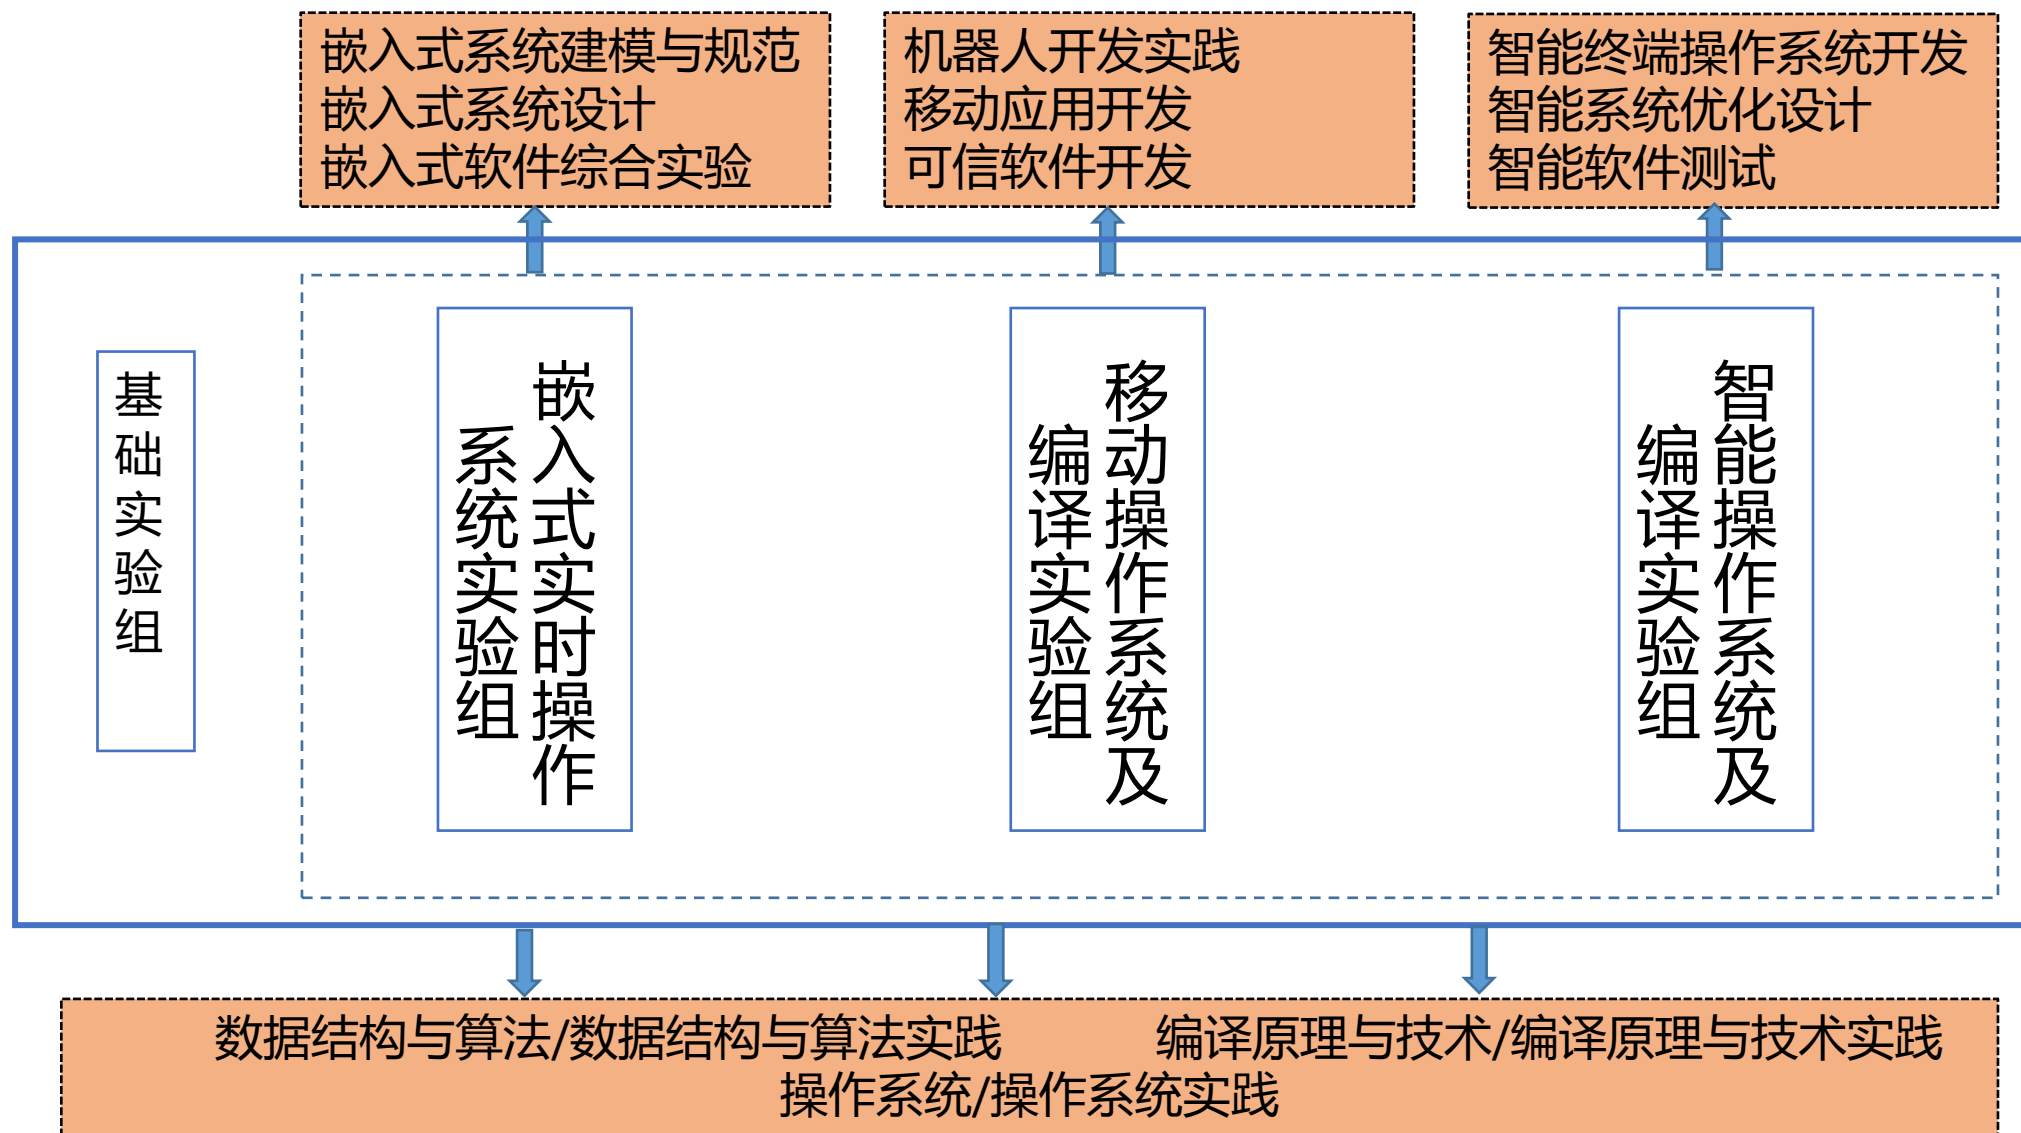 嵌入式系统建模与规范
嵌入式系统设计
嵌入式软件综合实验
机器人开发实践
移动应用开发
可信软件开发
智能终端操作系统开发
智能系统优化设计
智能软件测试
基础实验组
嵌入式实时操作
系统实验组
移动操作系统及
编译实验组
智能操作系统及
编译实验组
数据结构与算法/数据结构与算法实践 编译原理与技术/编译原理与技术实践
操作系统/操作系统实践